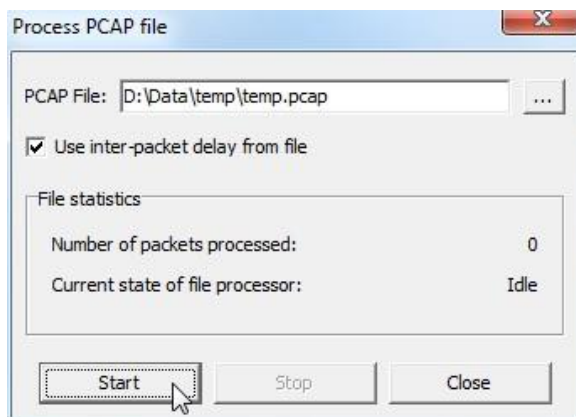 Process PCAP file
PCAP File: D:\Data\temp\temp.pcap ...
Use inter-packet delay from file
File statistics
Number of packets processed: 0
Current state of file processor: Idle
Start Stop Close